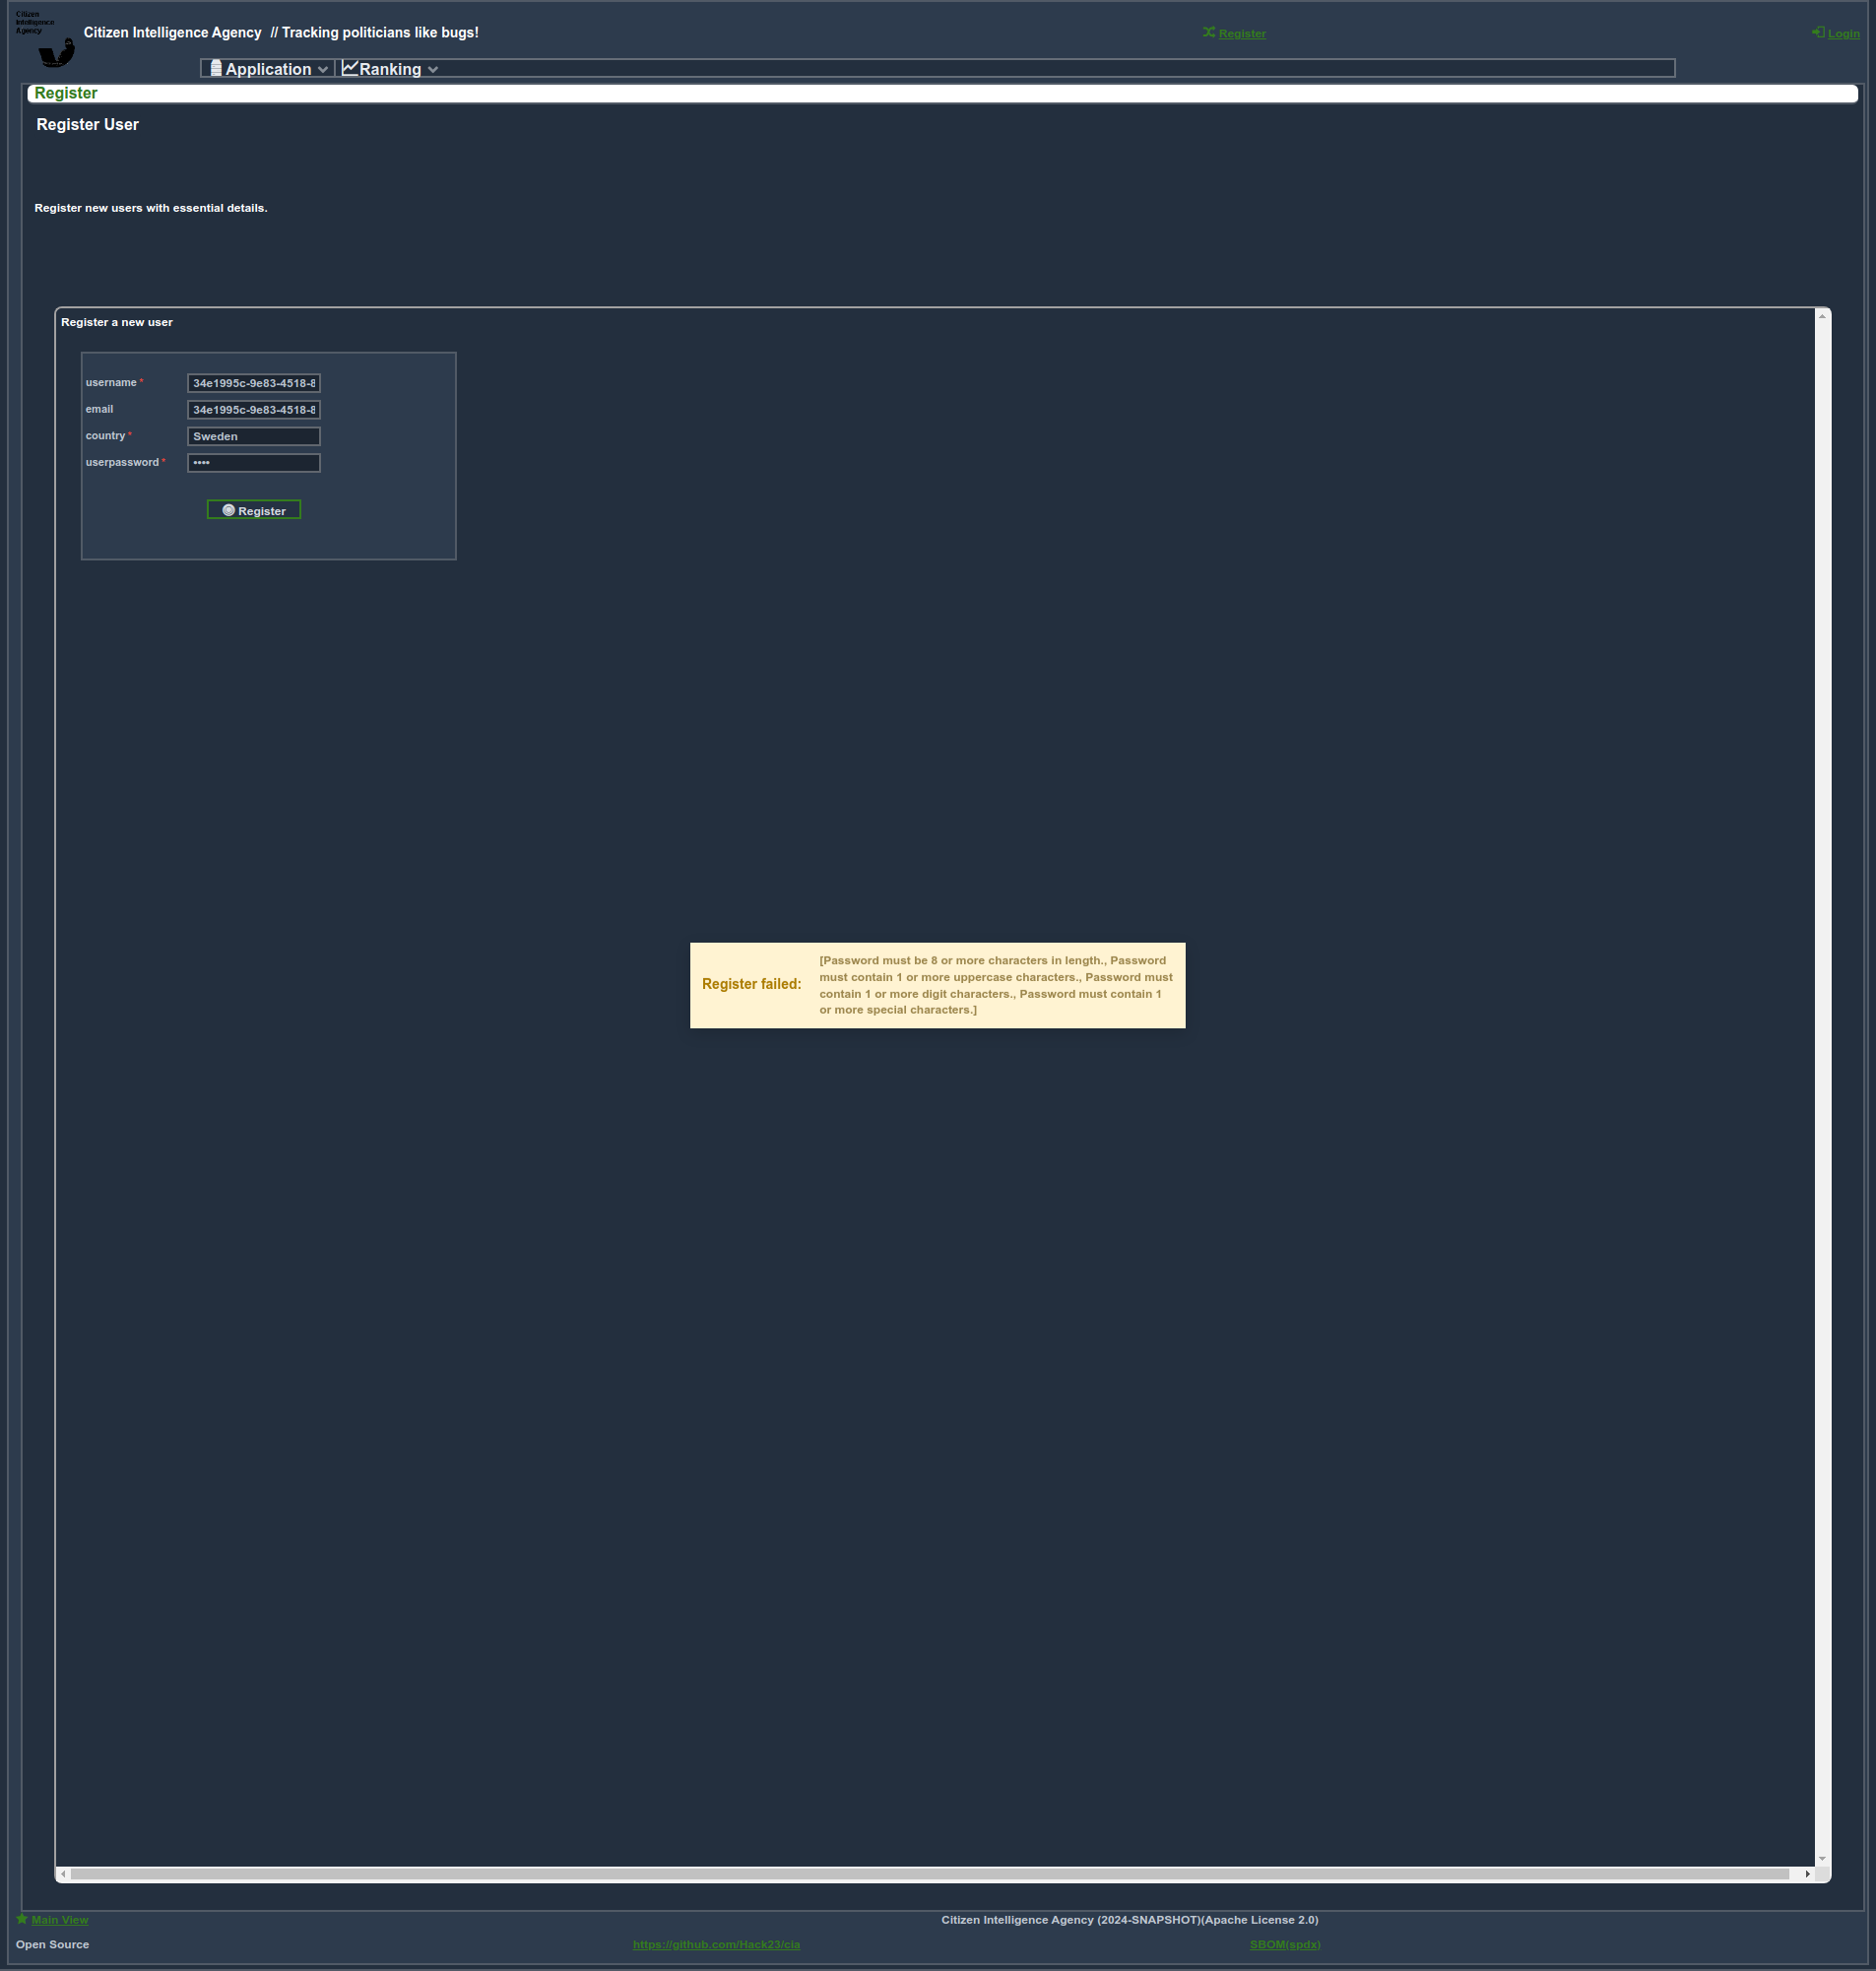 Citizen
Intelligence
Agency
Citizen Intelligence Agency // Tracking politicians like bugs!
Register
Login
Application
Ranking
Register
Register User
Register new users with essential details.
Register a new user
username *
34e1995c-9e83-4518-8
email
34e1995c-9e83-4518-8
country *
Sweden
userpassword *
••••
Register
Register failed:
[Password must be 8 or more characters in length., Password
must contain 1 or more uppercase characters., Password must
contain 1 or more digit characters., Password must contain 1
or more special characters.]
Main View
Citizen Intelligence Agency (2024-SNAPSHOT)(Apache License 2.0)
Open Source
https://github.com/Hack23/cia
SBOM(spdx)